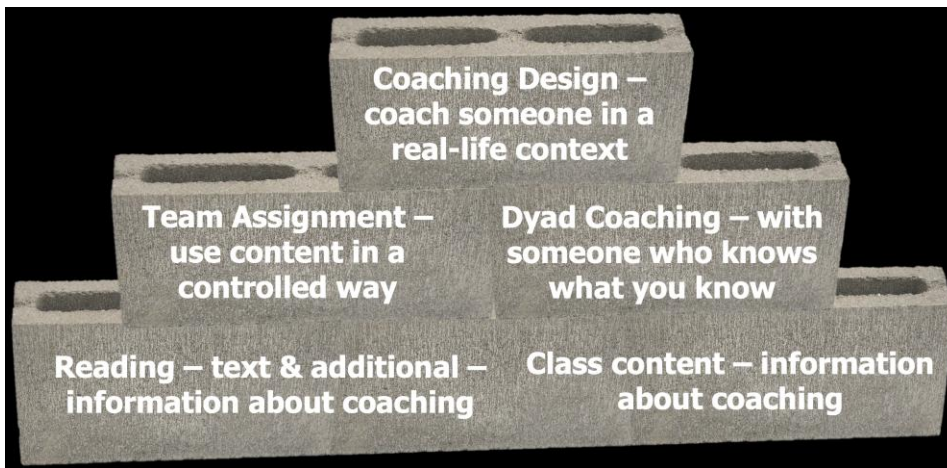 Coaching Design –
coach someone in a
real-life context
Team Assignment –
use content in a
controlled way
Dyad Coaching – with
someone who knows
what you know
Reading – text & additional –
information about coaching
Class content – information
about coaching